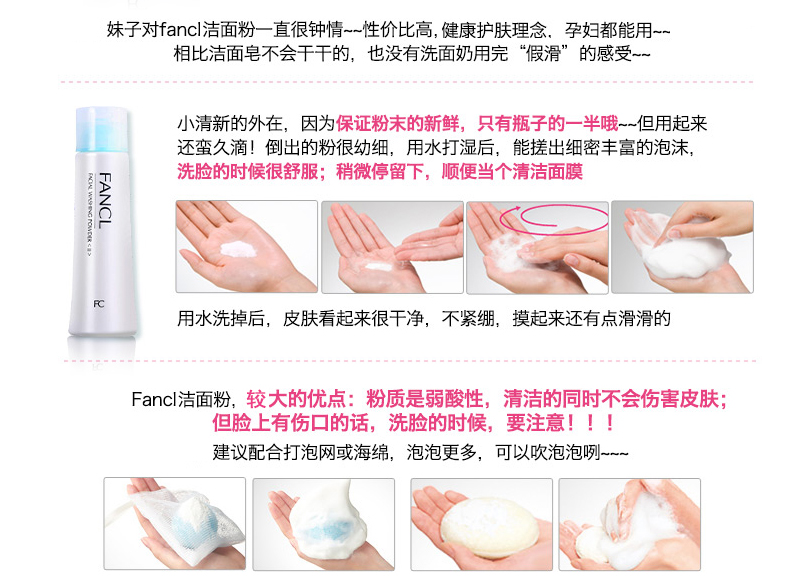 妹子对fancl洁面粉一直很钟情~~性价比高,健康护肤理念，孕妇都能用~~
相比洁面皂不会干干的，也没有洗面奶用完“假滑”的感受~~
小清新的外在，因为保证粉末的新鲜，只有瓶子的一半哦~~但用起来
还蛮久滴！倒出的粉很幼细，用水打湿后，能搓出细密丰富的泡沫，
洗脸的时候很舒服；稍微停留下，顺便当个清洁面膜
FANCL
FACIAL WASHING POWDER <II>
FC
用水洗掉后，皮肤看起来很干净，不紧绷，摸起来还有点滑滑的
Fancl洁面粉，较大的优点：粉质是弱酸性，清洁的同时不会伤害皮肤；
但脸上有伤口的话，洗脸的时候，要注意！！！
建议配合打泡网或海绵，泡泡更多，可以吹泡泡咧~~~